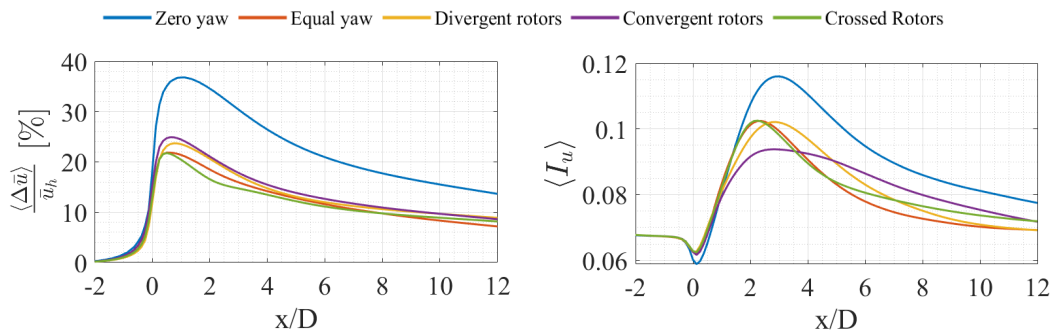 Zero yaw Equal yaw Divergent rotors Convergent rotors Crossed Rotors
⟨Δū⟩/ū_h [%]
40
30
20
10
0
-2 0 2 4 6 8 10 12
x/D
⟨I_u⟩
0.12
0.1
0.08
0.06
-2 0 2 4 6 8 10 12
x/D